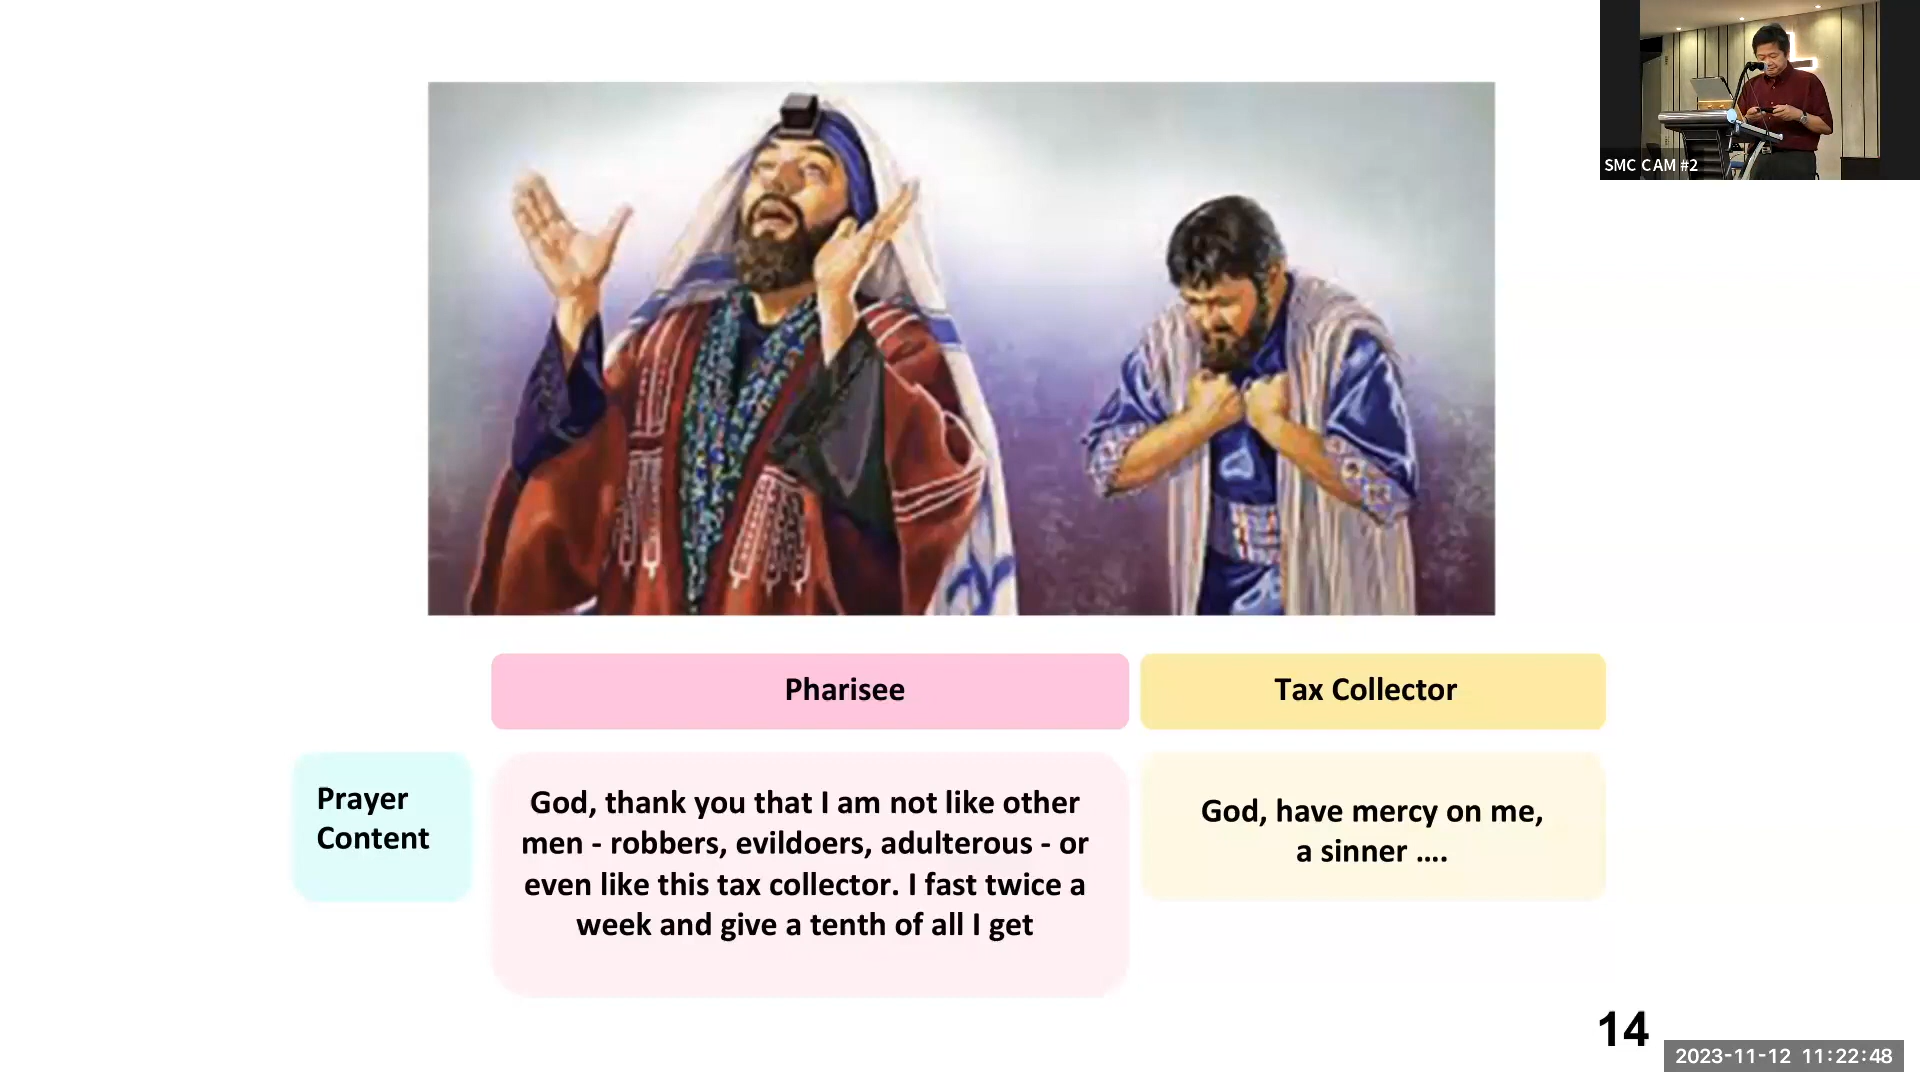 SMC CAM #2
Pharisee
Tax Collector
Prayer
Content
God, thank you that I am not like other
men - robbers, evildoers, adulterous - or
even like this tax collector. I fast twice a
week and give a tenth of all I get
God, have mercy on me,
a sinner ....
14
2023-11-12 11:22:48